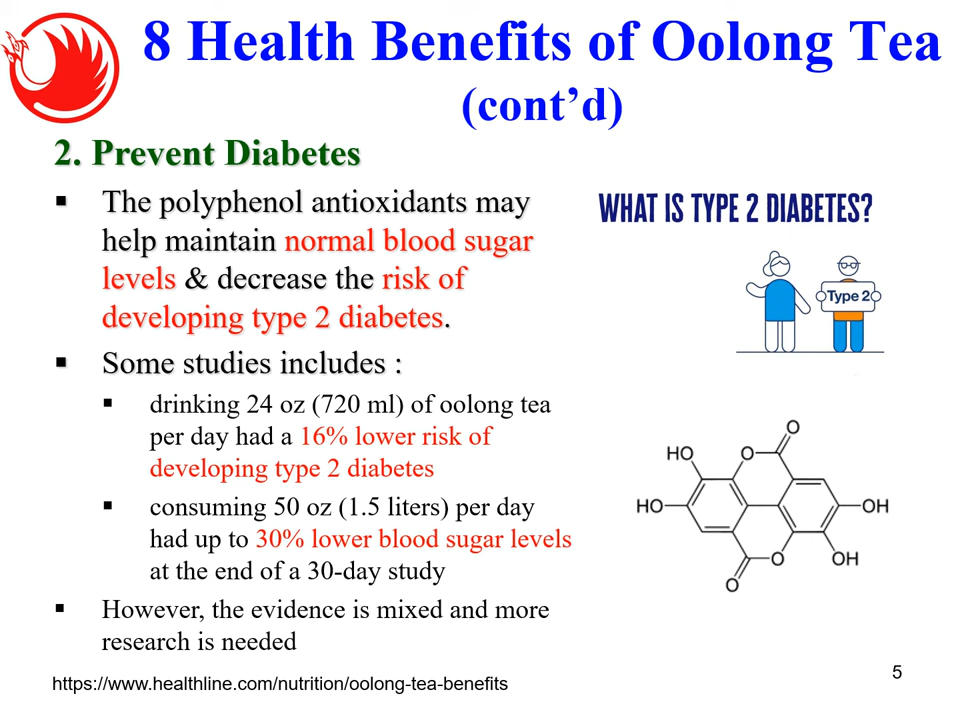 8 Health Benefits of Oolong Tea
(cont’d)
2. Prevent Diabetes
▪ The polyphenol antioxidants may
help maintain normal blood sugar
levels & decrease the risk of
developing type 2 diabetes.
▪ Some studies includes :
▪ drinking 24 oz (720 ml) of oolong tea
per day had a 16% lower risk of
developing type 2 diabetes
▪ consuming 50 oz (1.5 liters) per day
had up to 30% lower blood sugar levels
at the end of a 30-day study
▪ However, the evidence is mixed and more
research is needed
WHAT IS TYPE 2 DIABETES?
Type 2
O
HO
O
HO
OH
O
OH
O
https://www.healthline.com/nutrition/oolong-tea-benefits
5